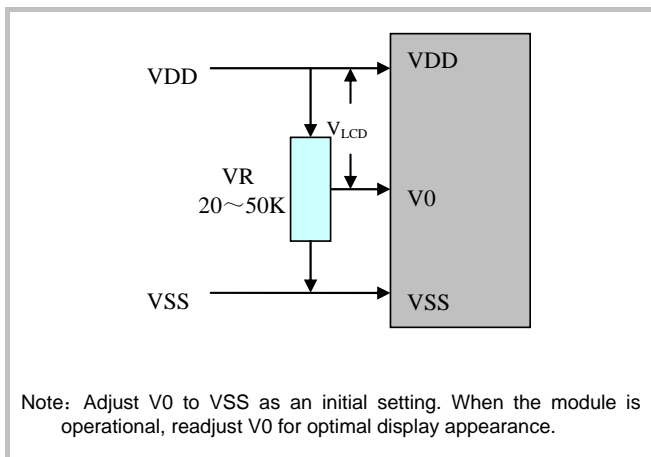 VDD
VDD
V_LCD
VR
20～50K
V0
VSS
VSS
Note：Adjust V0 to VSS as an initial setting. When the module is
operational, readjust V0 for optimal display appearance.